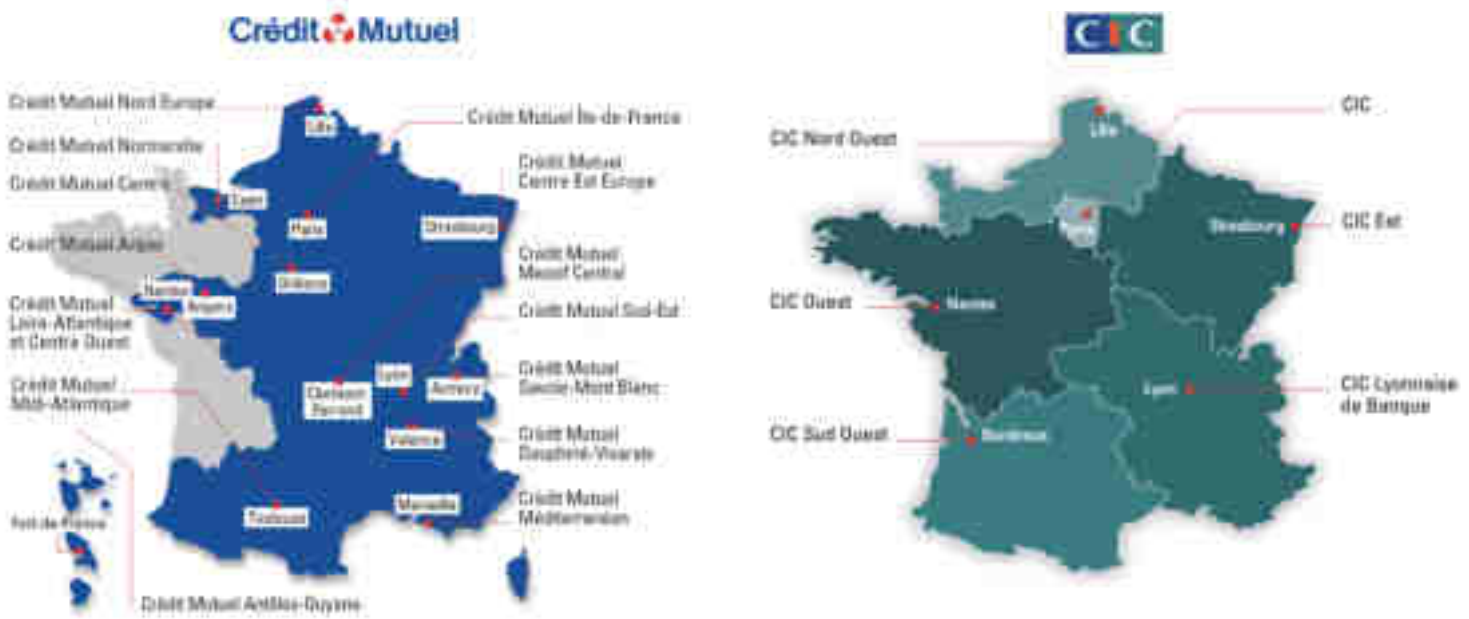 Crédit Mutuel
CIC
Crédit Mutuel Nord Europe
Crédit Mutuel Normandie
Crédit Mutuel Centre
Crédit Mutuel Anjou
Crédit Mutuel
Loire-Atlantique
et Centre Ouest
Crédit Mutuel
Midi-Atlantique
Fort-de-France
Crédit Mutuel Antilles-Guyane
Lille
Caen
Paris
Strasbourg
Orléans
Nantes
Angers
Lyon
Annecy
Clermont
Ferrand
Valence
Marseille
Toulouse
Crédit Mutuel Île-de-France
Crédit Mutuel
Centre Est Europe
Crédit Mutuel
Massif Central
Crédit Mutuel Sud-Est
Crédit Mutuel
Savoie-Mont Blanc
Crédit Mutuel
Dauphiné-Vivarais
Crédit Mutuel
Méditerranéen
CIC Nord Ouest
CIC Ouest
CIC Sud Ouest
Lille
Paris
Strasbourg
Nantes
Lyon
Bordeaux
CIC
CIC Est
CIC Lyonnaise
de Banque